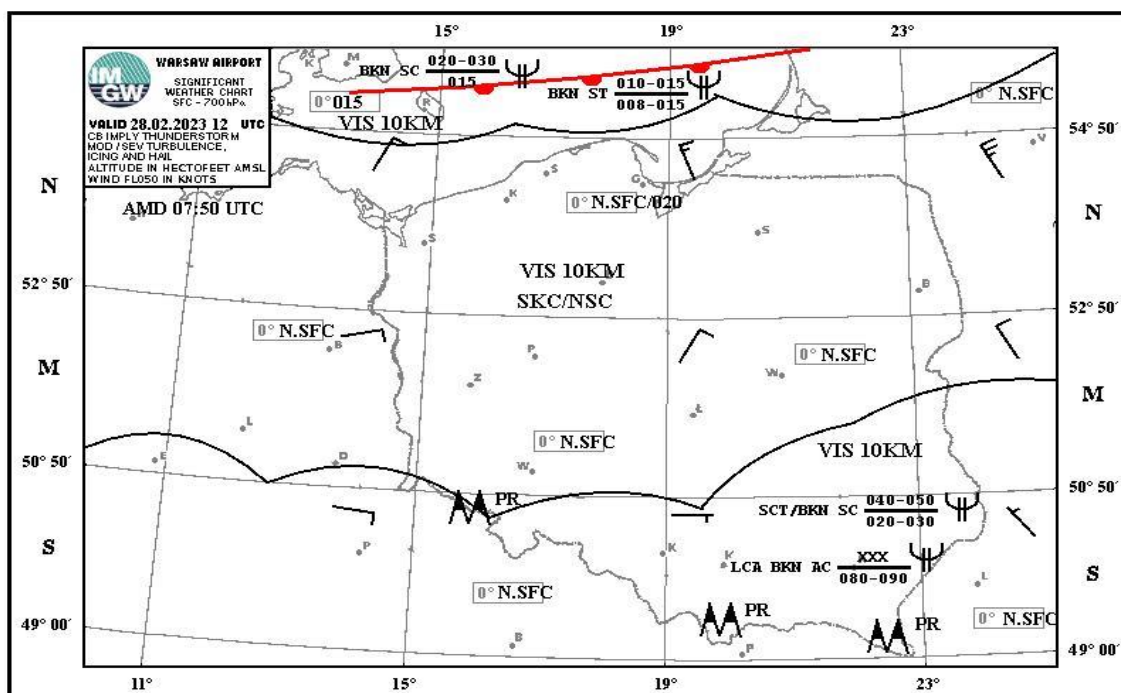 15°
19°
23°
IM
GW
WARSAW AIRPORT
SIGNIFICANT
WEATHER CHART
SFC - 700hPa
VALID 28.02.2023 12 UTC
CB IMPLY THUNDERSTORM
MOD/SEV TURBULENCE,
ICING AND HAIL
ALTITUDE IN HECTOFEET AMSL
WIND FL050 IN KNOTS
AMD 07:50 UTC
M
K
BKN SC 020-030
015
0° 015
R
VIS 10KM
BKN ST 010-015
008-015
0° N.SFC
54° 50'
V
N
N
S
K
G
0° N.SFC/020
S
S
VIS 10KM
SKC/NSC
52° 50'
52° 50'
B
0° N.SFC
B
P
Z
W
0° N.SFC
Ł
M
M
L
E
D
0° N.SFC
W
VIS 10KM
50° 50'
50° 50'
PR
SCT/BKN SC 040-050
020-030
S
S
P
K
K
LCA BKN AC XXX
080-090
L
0° N.SFC
PR
PR
0° N.SFC
49° 00'
49° 00'
B
P
11°
15°
19°
23°